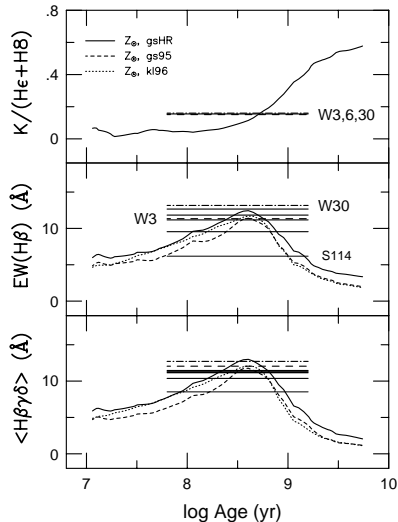 .8
.4
0
K/(Hε+H8)
Z⊙, gsHR
Z⊙, gs95
Z⊙, kl96
W3,6,30
10
0
EW(Hβ) (Å)
W3
W30
S114
10
0
<Hβγδ> (Å)
7 8 9 10
log Age (yr)